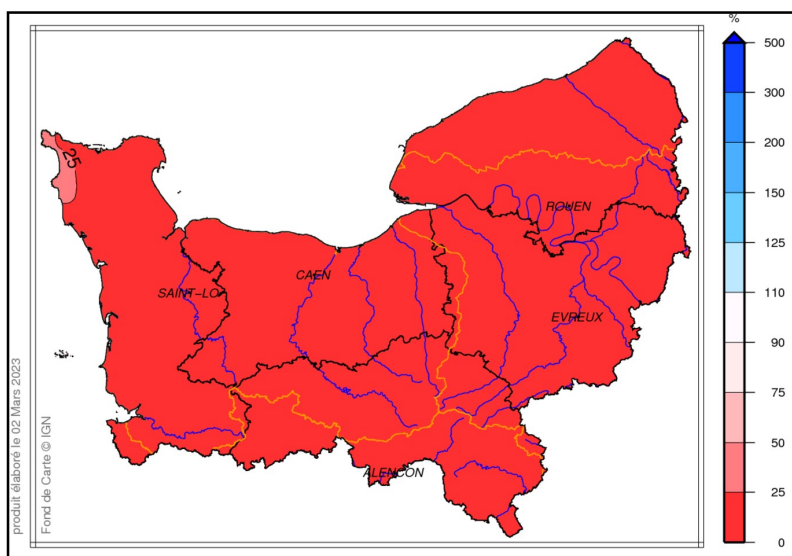 %
500
300
200
150
125
110
90
75
50
25
0
25
ROUEN
CAEN
SAINT-LO
EVREUX
ALENCON
produit élaboré le 02 Mars 2023
Fond de Carte © IGN